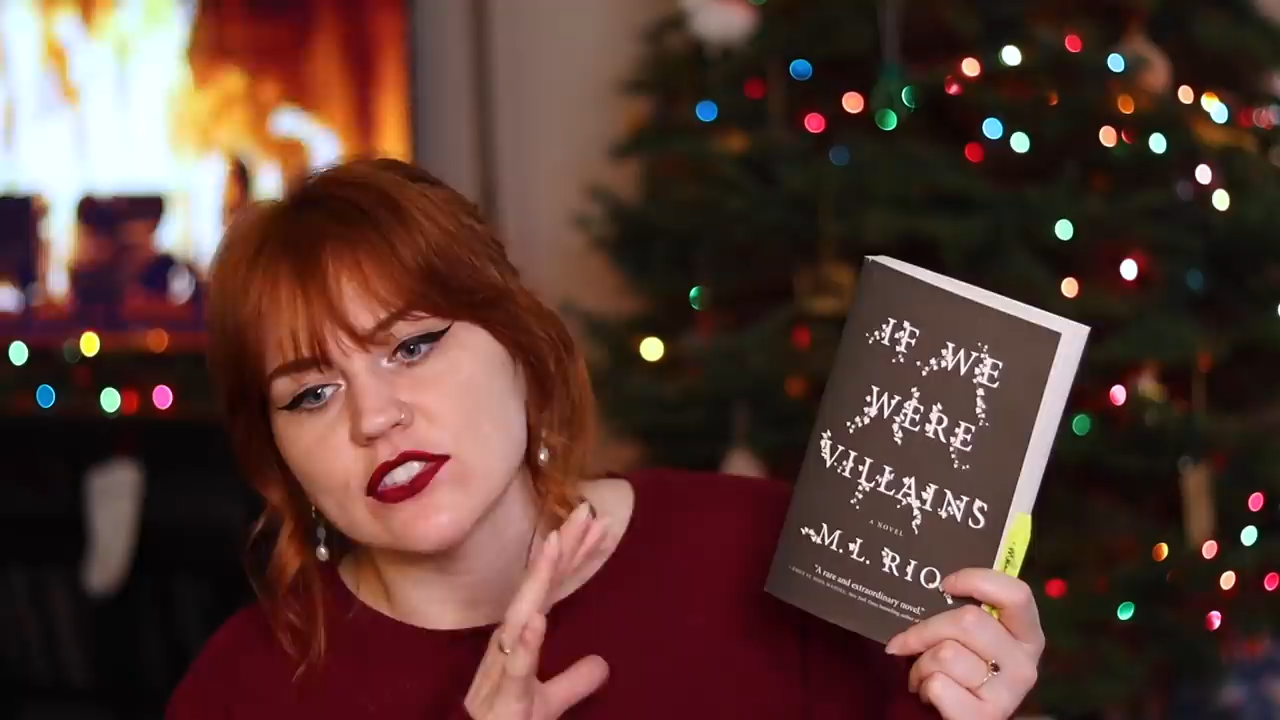 IF WE
WERE
VILLAINS
A NOVEL
M.L. RIO
"A rare and extraordinary novel."